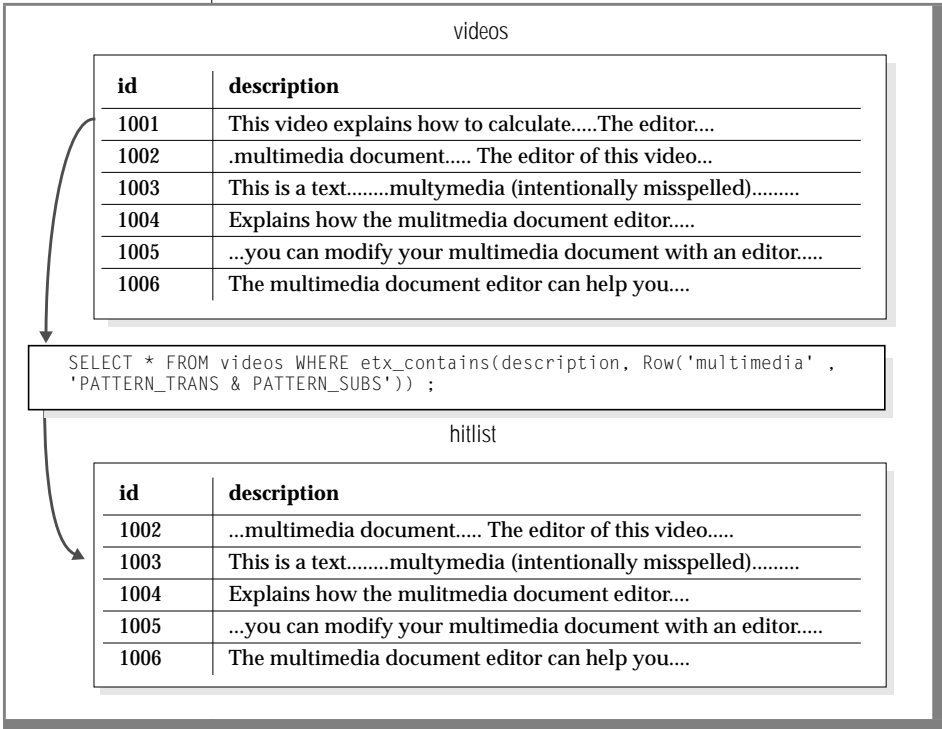 videos
id description
1001 This video explains how to calculate.....The editor....
1002 .multimedia document..... The editor of this video...
1003 This is a text........multymedia (intentionally misspelled).........
1004 Explains how the mulitmedia document editor.....
1005 ...you can modify your multimedia document with an editor.....
1006 The multimedia document editor can help you....
SELECT * FROM videos WHERE etx_contains(description, Row('multimedia' ,
'PATTERN_TRANS & PATTERN_SUBS')) ;
hitlist
id description
1002 ...multimedia document..... The editor of this video.....
1003 This is a text........multymedia (intentionally misspelled).........
1004 Explains how the mulitmedia document editor....
1005 ...you can modify your multimedia document with an editor.....
1006 The multimedia document editor can help you....